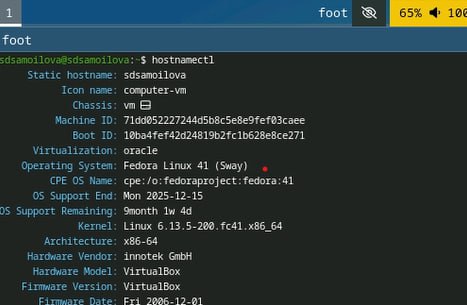 1 foot 65% 100
foot
sdsamoilova@sdsamoilova:~$ hostnamectl
Static hostname: sdsamoilova
Icon name: computer-vm
Chassis: vm
Machine ID: 71dd052227244d5b8c5e8e9fef03caee
Boot ID: 10ba4fef42d24819b2fc1b628e8ce271
Virtualization: oracle
Operating System: Fedora Linux 41 (Sway)
CPE OS Name: cpe:/o:fedoraproject:fedora:41
OS Support End: Mon 2025-12-15
OS Support Remaining: 9month 1w 4d
Kernel: Linux 6.13.5-200.fc41.x86_64
Architecture: x86-64
Hardware Vendor: innotek GmbH
Hardware Model: VirtualBox
Firmware Version: VirtualBox
Firmware Date: Fri 2006-12-01